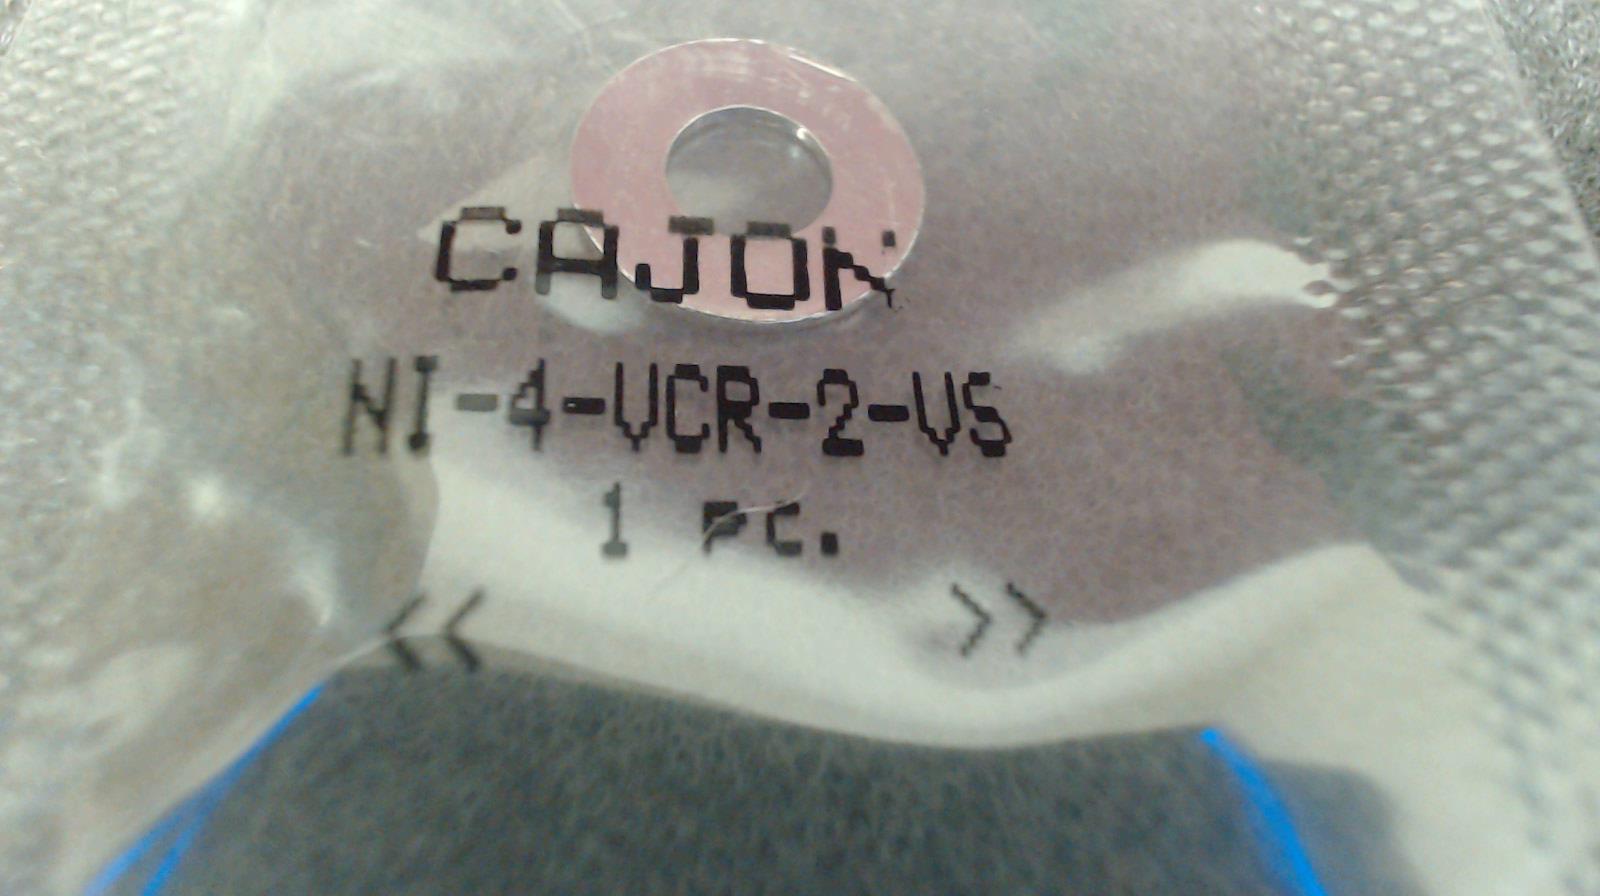 CAJON
NI-4-VCR-2-VS
1 pc.
<< >>